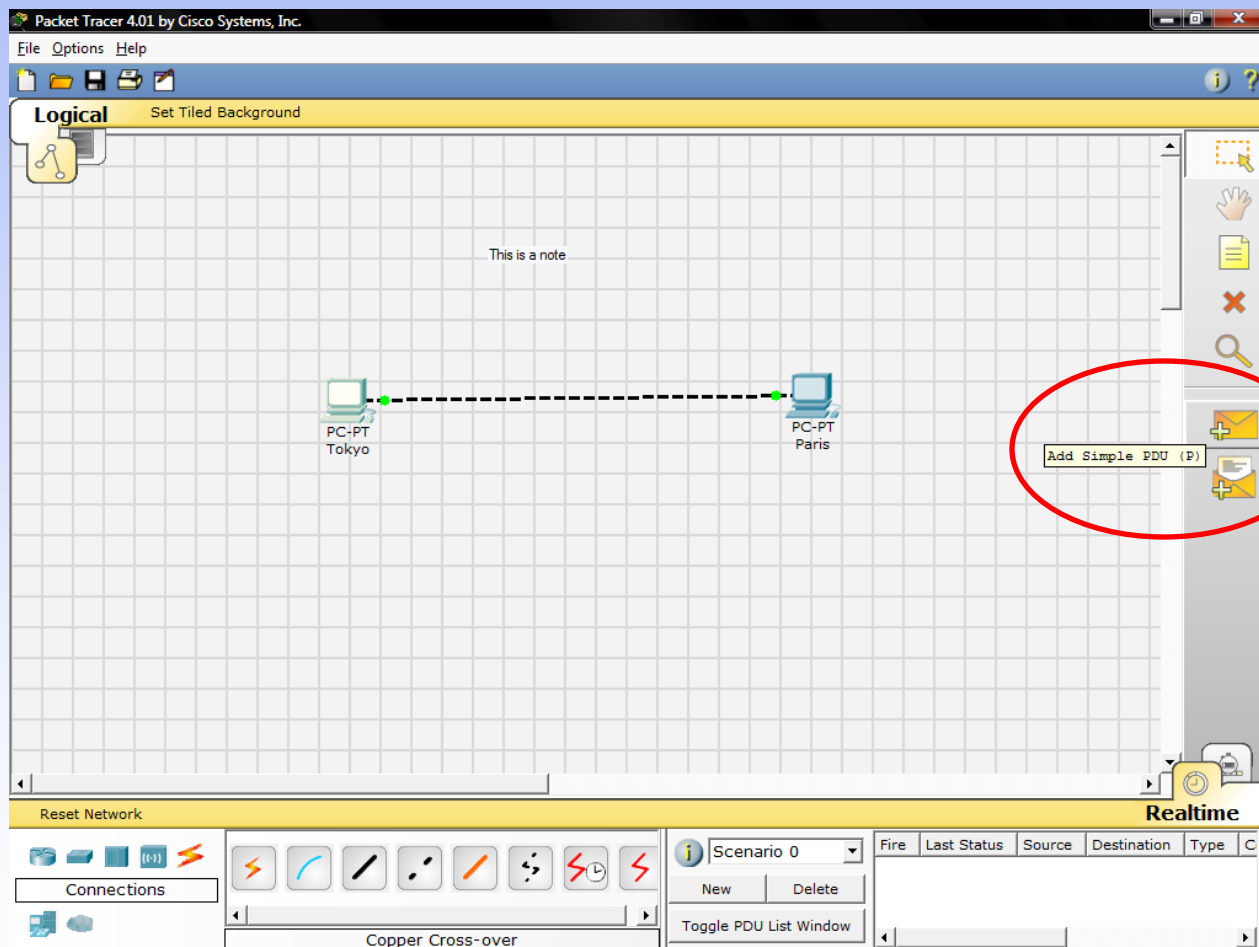 Packet Tracer 4.01 by Cisco Systems, Inc.
File Options Help
Logical
Set Tiled Background
This is a note
PC-PT
Tokyo
PC-PT
Paris
Add Simple PDU (P)
Reset Network
Realtime
Connections
Copper Cross-over
Scenario 0
New
Delete
Toggle PDU List Window
Fire Last Status Source Destination Type